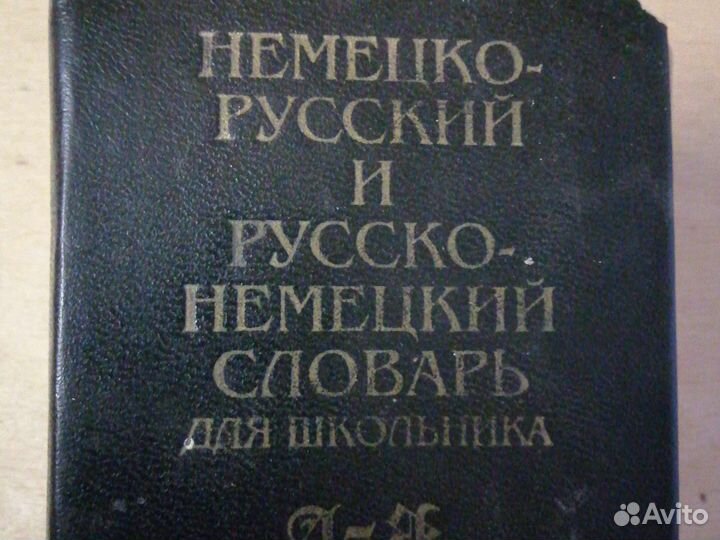 НЕМЕЦКО-
РУССКИЙ
И
РУССКО-
НЕМЕЦКИЙ
СЛОВАРЬ
ДЛЯ ШКОЛЬНИКА
Avito